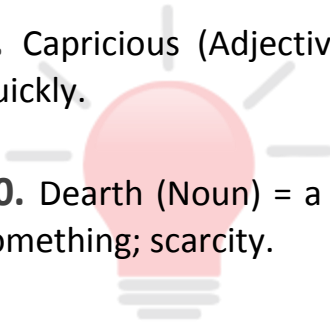 Capricious (Adjectiv
uickly.
0. Dearth (Noun) = a
omething; scarcity.